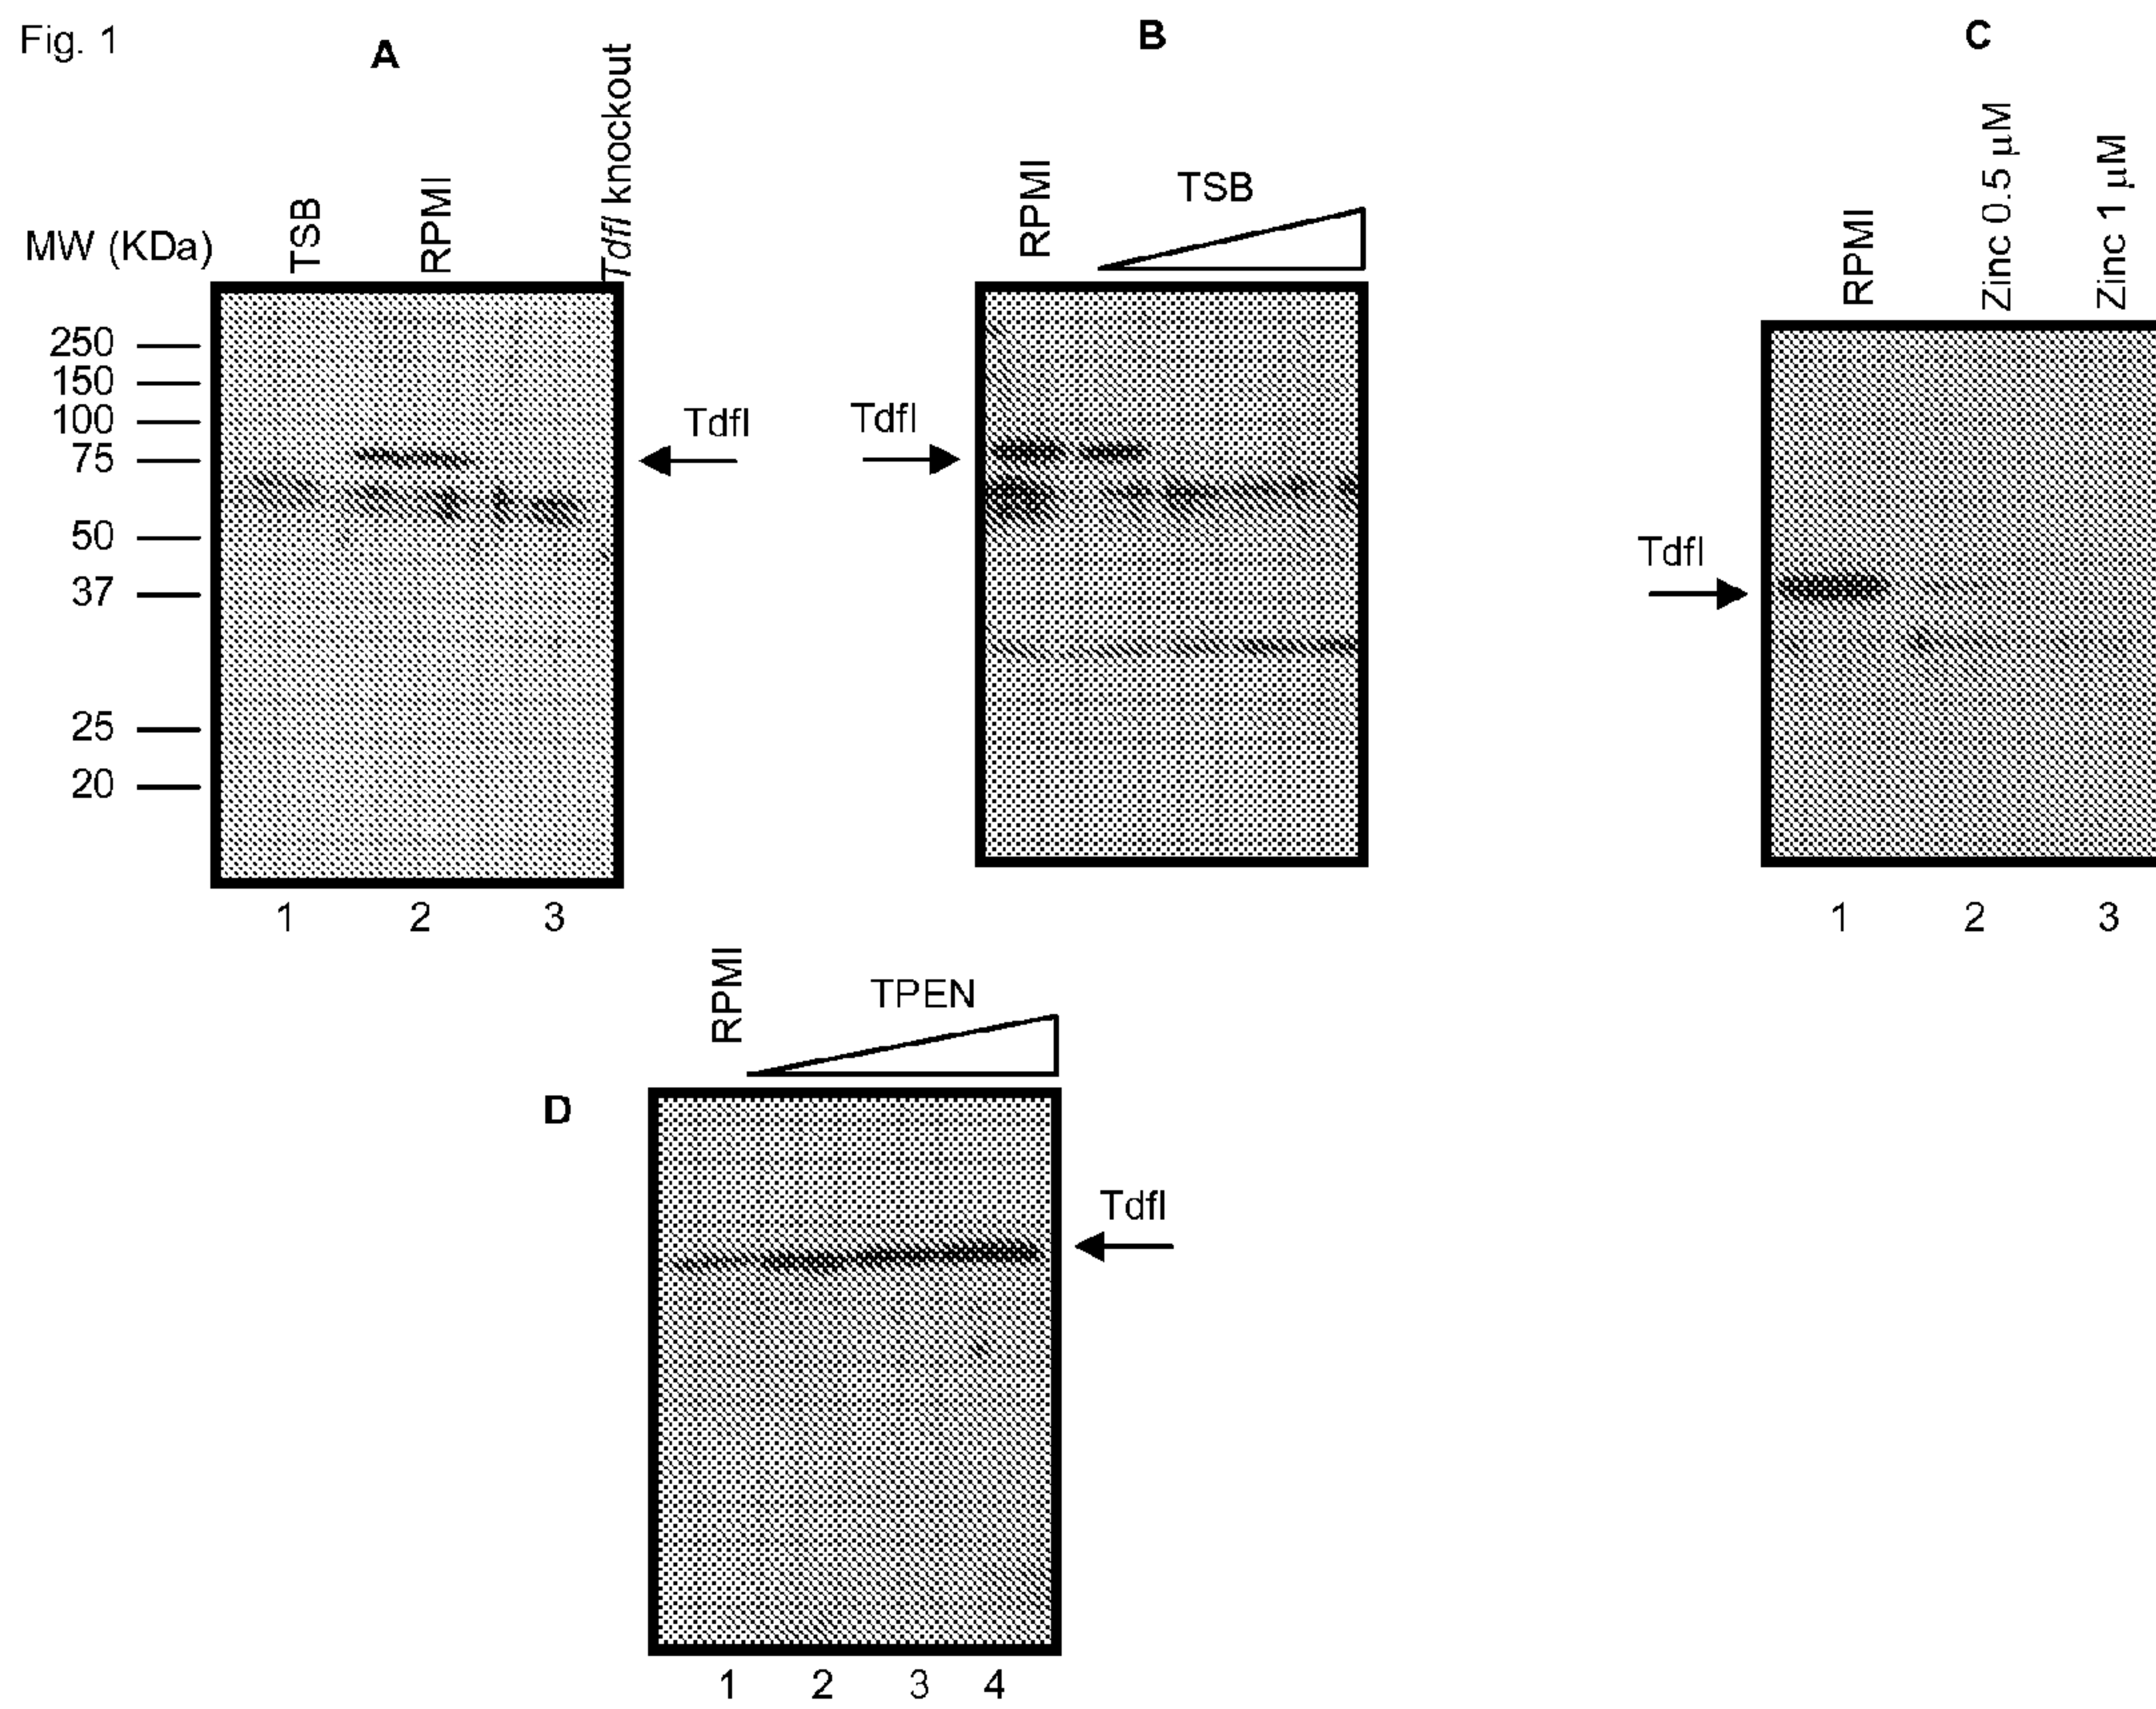 Fig. 1
A
TSB
RPMI
Tdfl knockout
MW (KDa)
250
150
100
75
50
37
25
20
Tdfl
1 2 3
B
RPMI
TSB
Tdfl
C
RPMI
Zinc 0.5 µM
Zinc 1 µM
Tdfl
1 2 3
D
RPMI
TPEN
Tdfl
1 2 3 4